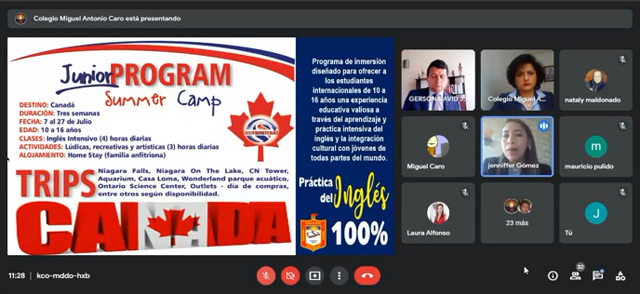 Colegio Miguel Antonio Caro está presentando
Junior PROGRAM
Summer Camp
DESTINO: Canadá
DURACIÓN: Tres semanas
FECHA: 7 al 27 de Julio
EDAD: 10 a 16 años
CLASES: Inglés Intensivo (4) horas diarias
ACTIVIDADES: Lúdicas, recreativas y artísticas (3) horas diarias
ALOJAMIENTO: Home Stay (familia anfitriona)
TRIPS
Niagara Falls, Niagara On The Lake, CN Tower,
Aquarium, Casa Loma, Wonderland parque acuático,
Ontario Science Center, Outlets - día de compras,
entre otros según disponibilidad.
CANADA
Programa de inmersión
diseñado para ofrecer a
los estudiantes
internacionales de 10 a
16 años una experiencia
educativa valiosa a
través del aprendizaje y
práctica intensiva del
inglés y la integración
cultural con jóvenes de
todas partes del mundo.
Práctica
del Inglés
100%
GERSON DAVID
Colegio Miguel ...
nataly maldonado
Miguel Caro
jenniffer Gómez
m
mauricio pulido
Laura Alfonso
23 más
J
Tú
11:28 | kco-mddo-hxb
32